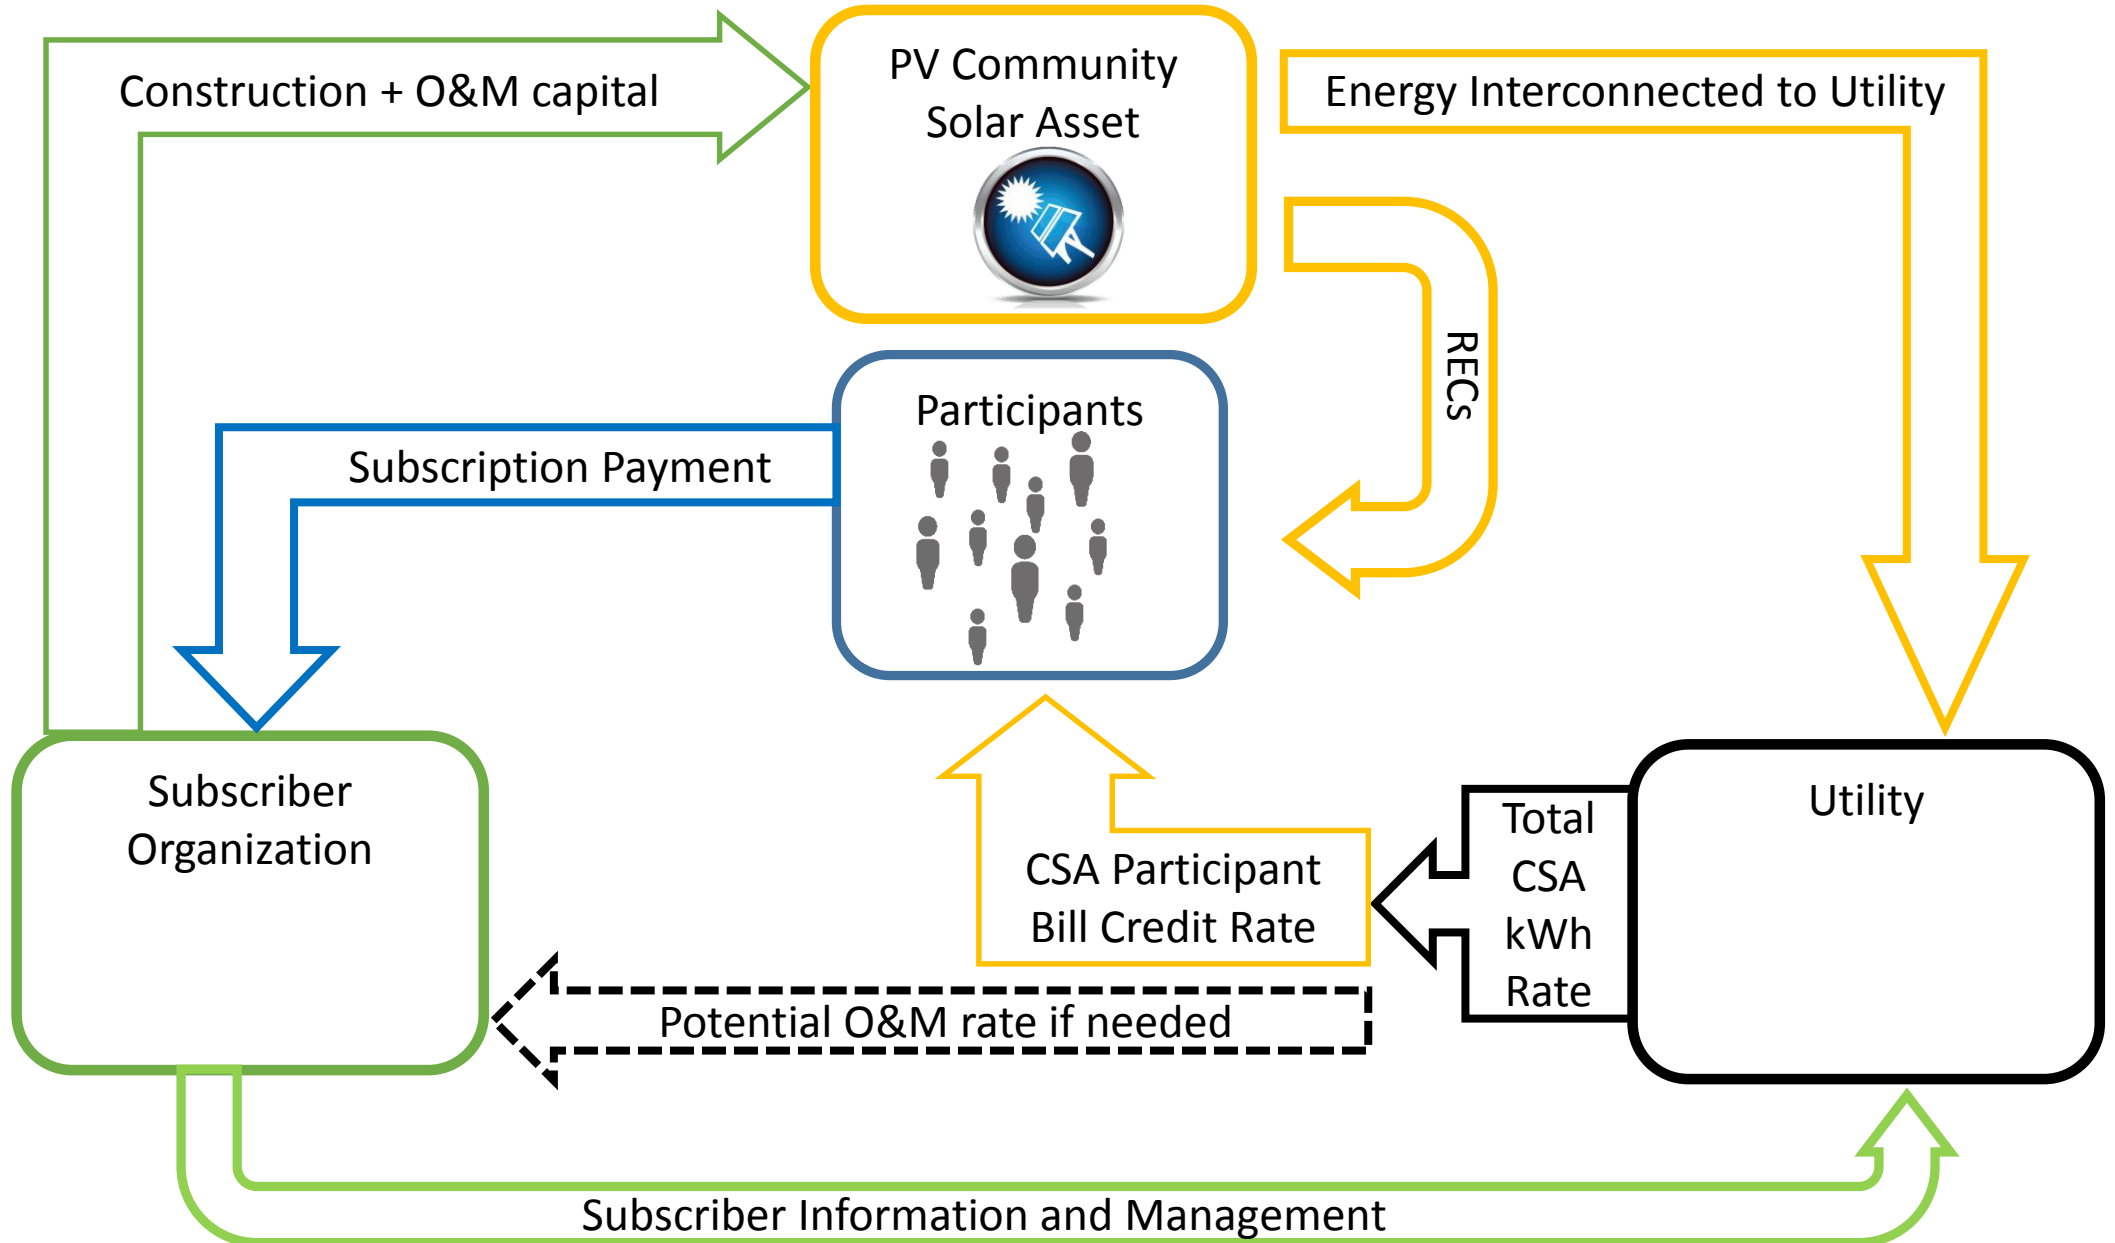 Construction + O&M capital
PV Community
Solar Asset
Energy Interconnected to Utility
RECs
Participants
Subscription Payment
Subscriber
Organization
CSA Participant
Bill Credit Rate
Total
CSA
kWh
Rate
Utility
Potential O&M rate if needed
Subscriber Information and Management